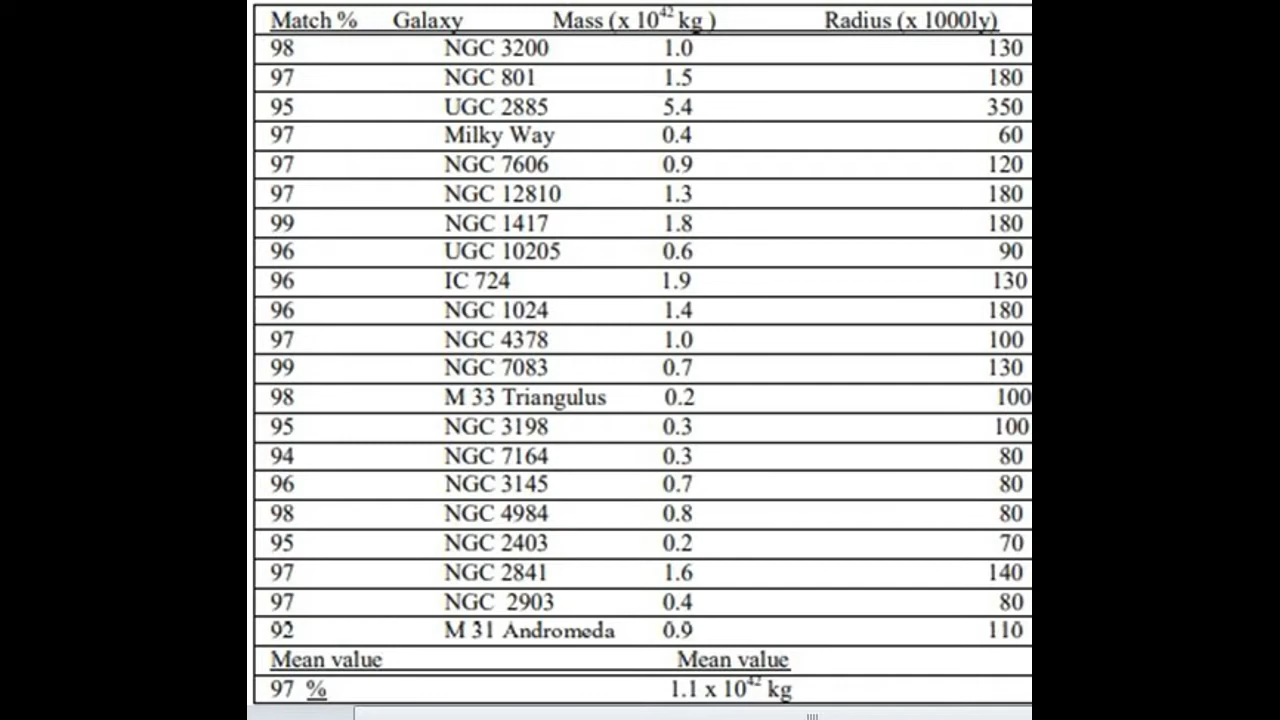 Match % Galaxy Mass (x 10⁴² kg ) Radius (x 1000ly)
98 NGC 3200 1.0 130
97 NGC 801 1.5 180
95 UGC 2885 5.4 350
97 Milky Way 0.4 60
97 NGC 7606 0.9 120
97 NGC 12810 1.3 180
99 NGC 1417 1.8 180
96 UGC 10205 0.6 90
96 IC 724 1.9 130
96 NGC 1024 1.4 180
97 NGC 4378 1.0 100
99 NGC 7083 0.7 130
98 M 33 Triangulus 0.2 100
95 NGC 3198 0.3 100
94 NGC 7164 0.3 80
96 NGC 3145 0.7 80
98 NGC 4984 0.8 80
95 NGC 2403 0.2 70
97 NGC 2841 1.6 140
97 NGC 2903 0.4 80
92 M 31 Andromeda 0.9 110
Mean value Mean value
97 % 1.1 x 10⁴² kg